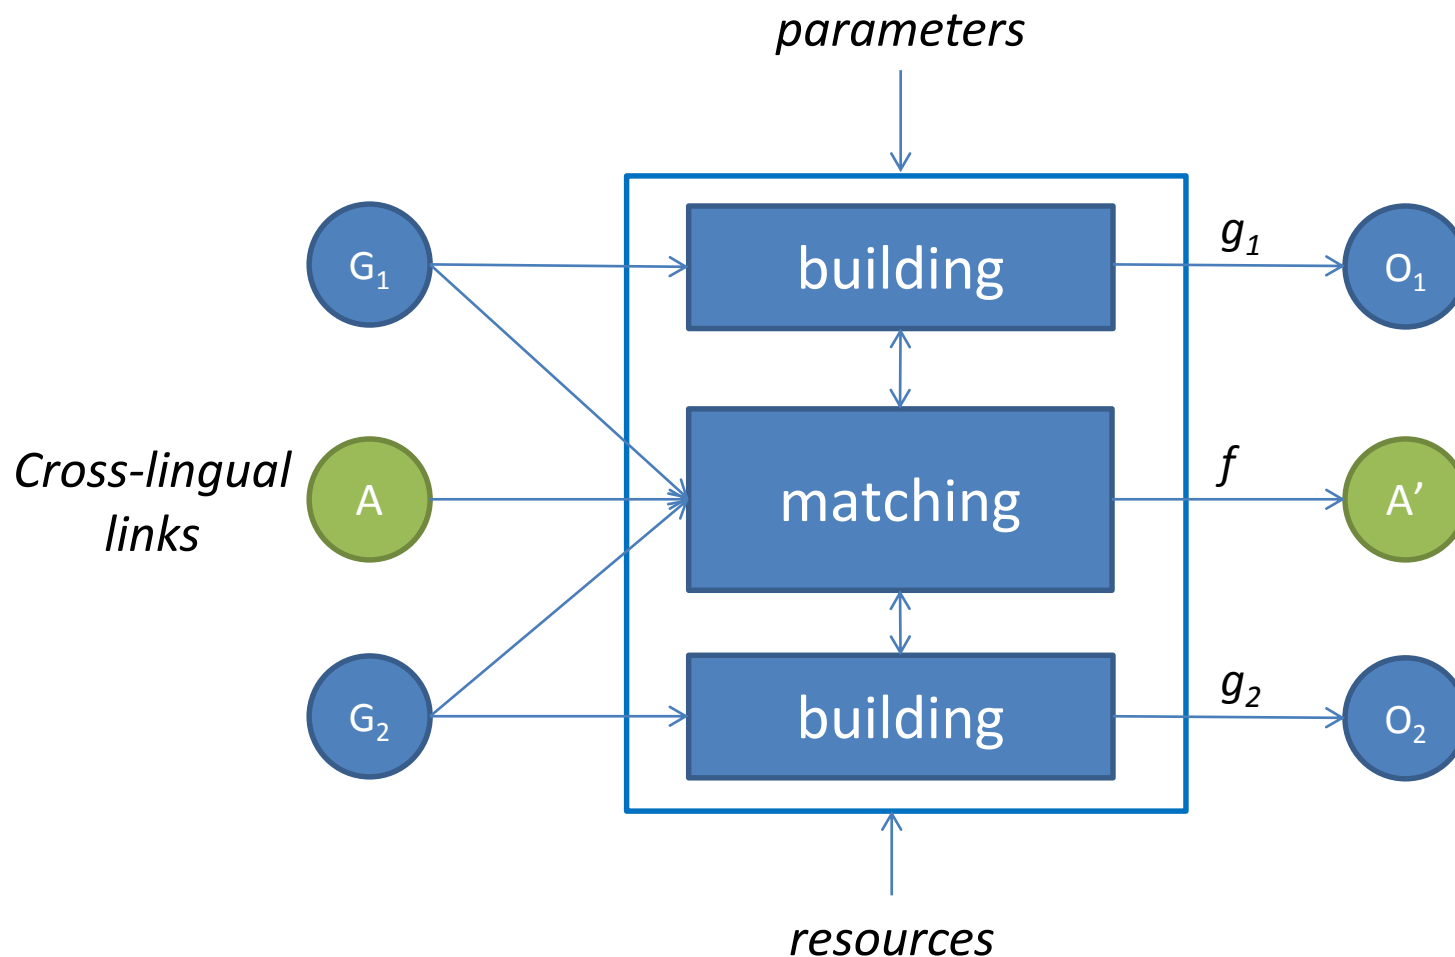 parameters
G1
building
g1
O1
Cross-lingual
links
A
matching
f
A’
G2
building
g2
O2
resources